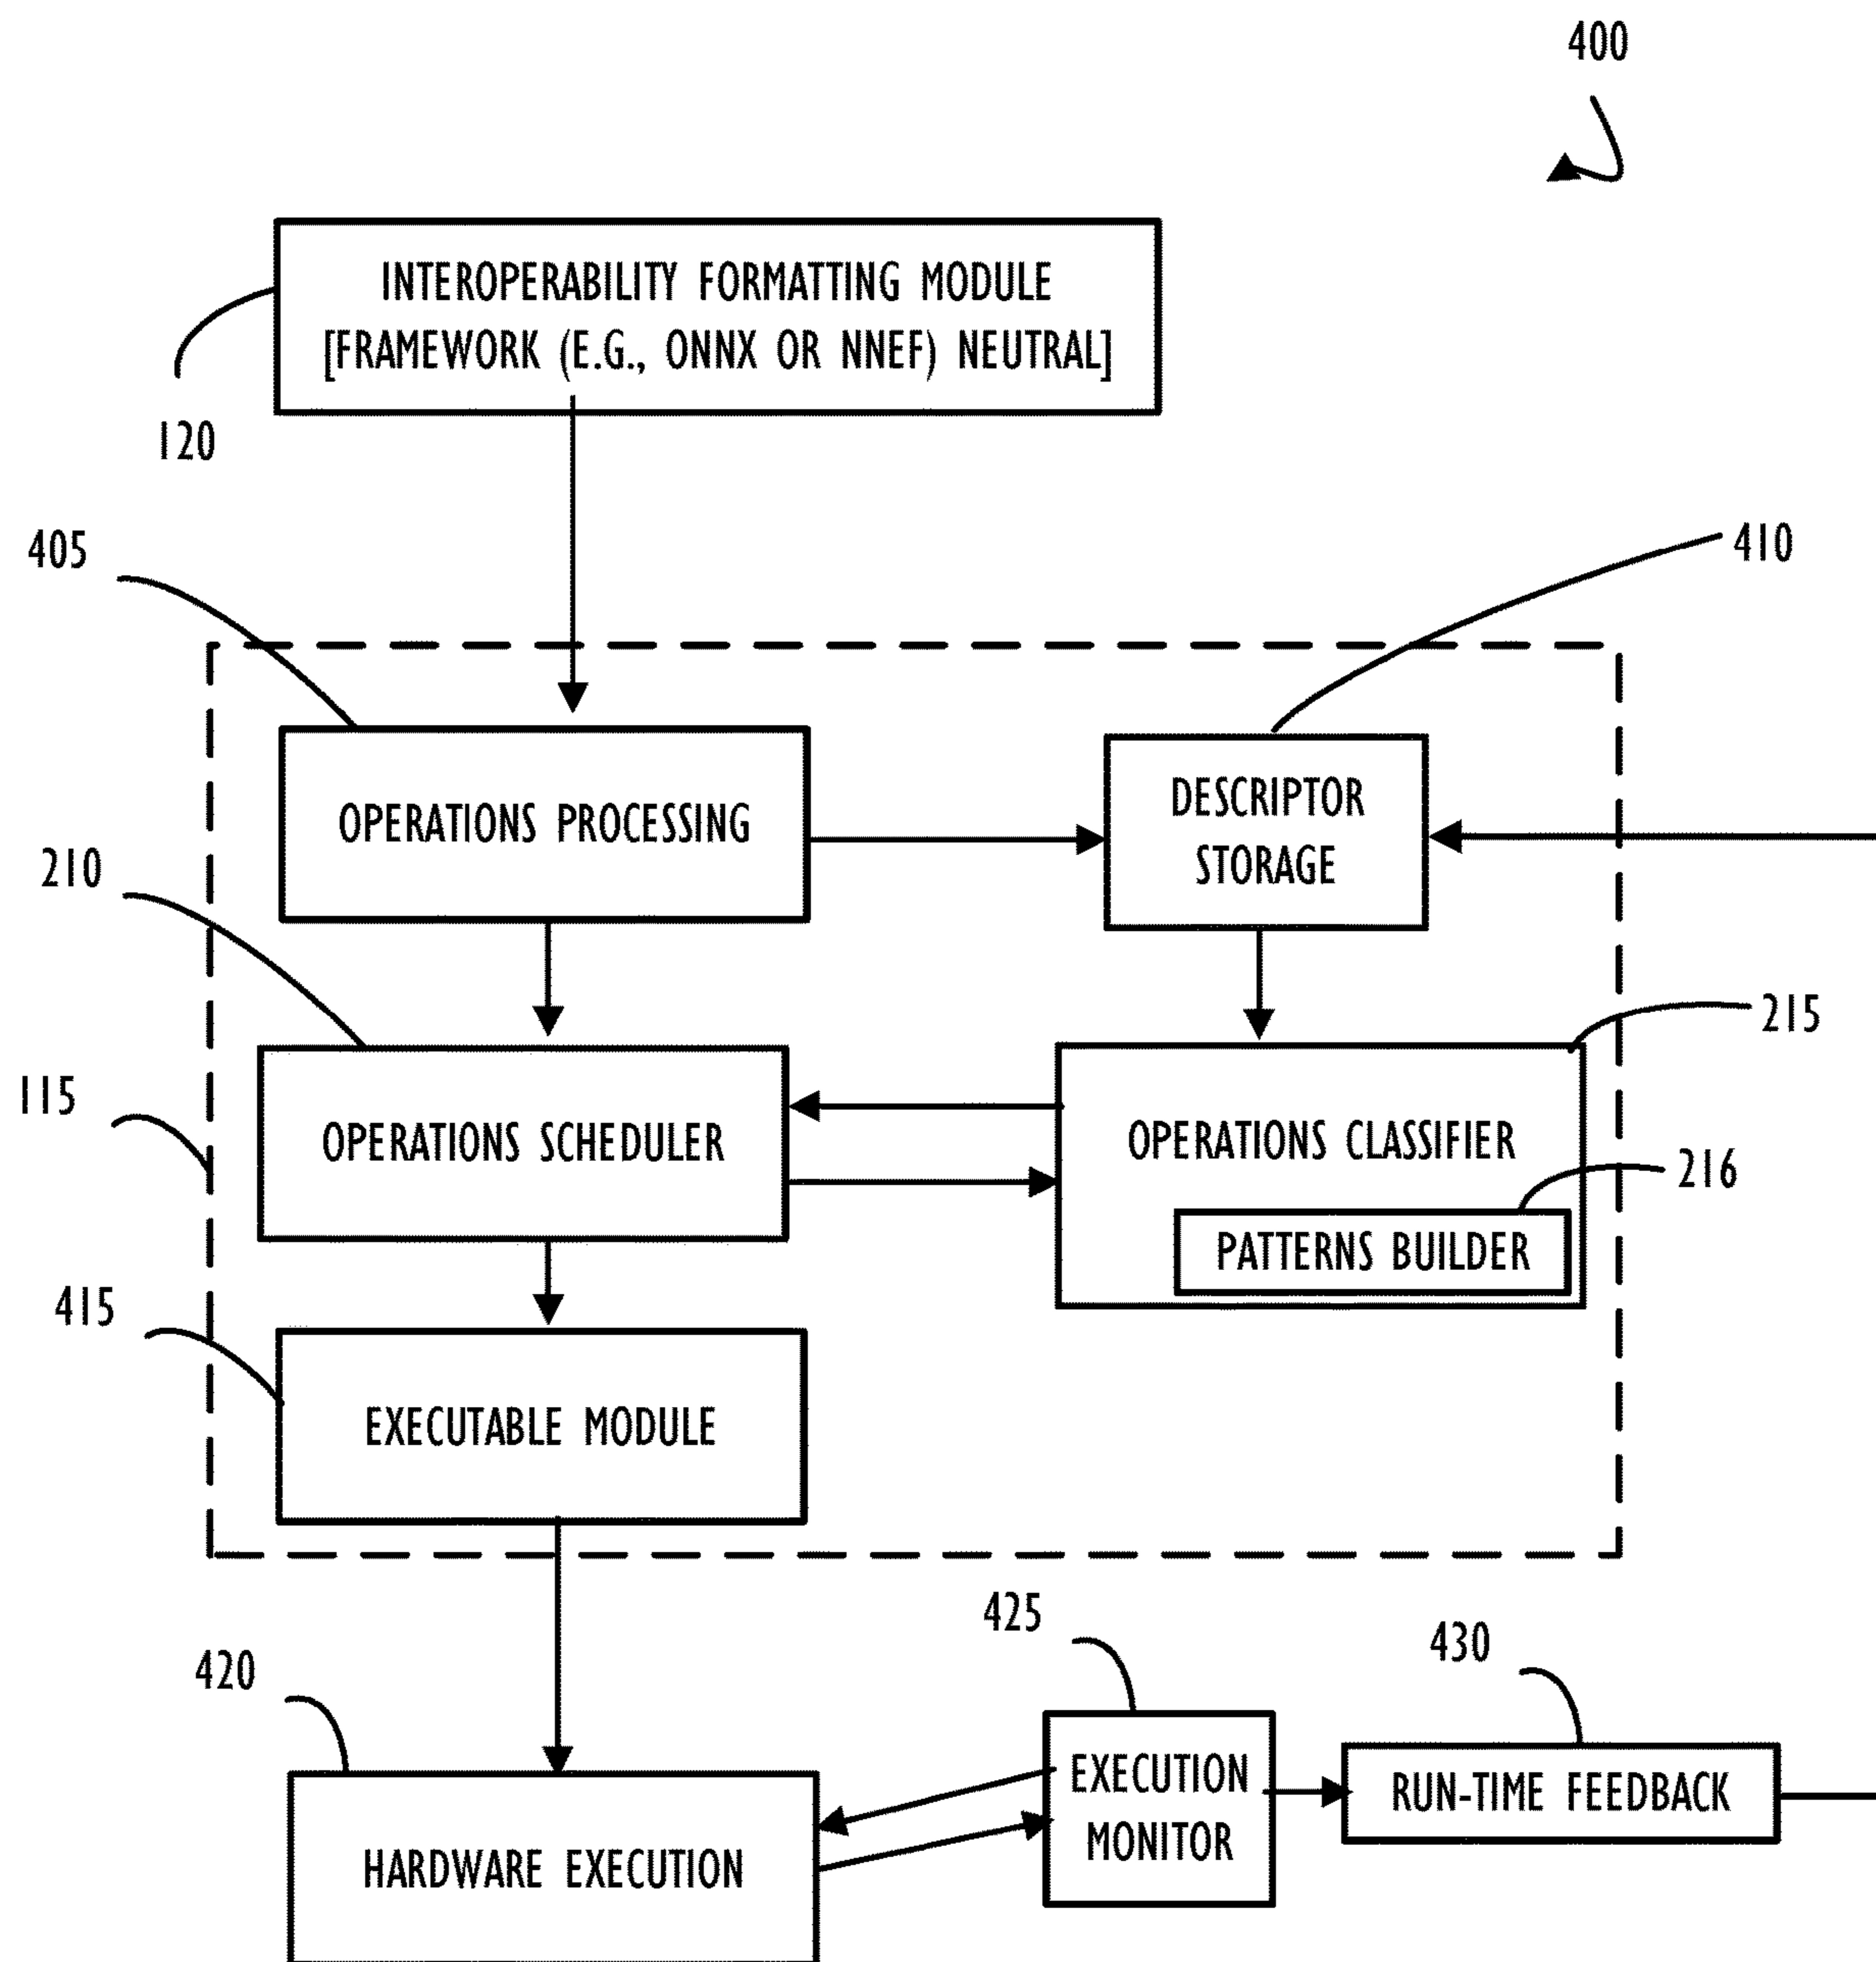 400
INTEROPERABILITY FORMATTING MODULE
[FRAMEWORK (E.G., ONNX OR NNEF) NEUTRAL]
120
405
410
OPERATIONS PROCESSING
DESCRIPTOR
STORAGE
210
215
115
OPERATIONS SCHEDULER
OPERATIONS CLASSIFIER
216
PATTERNS BUILDER
415
EXECUTABLE MODULE
425
430
420
EXECUTION
MONITOR
RUN-TIME FEEDBACK
HARDWARE EXECUTION